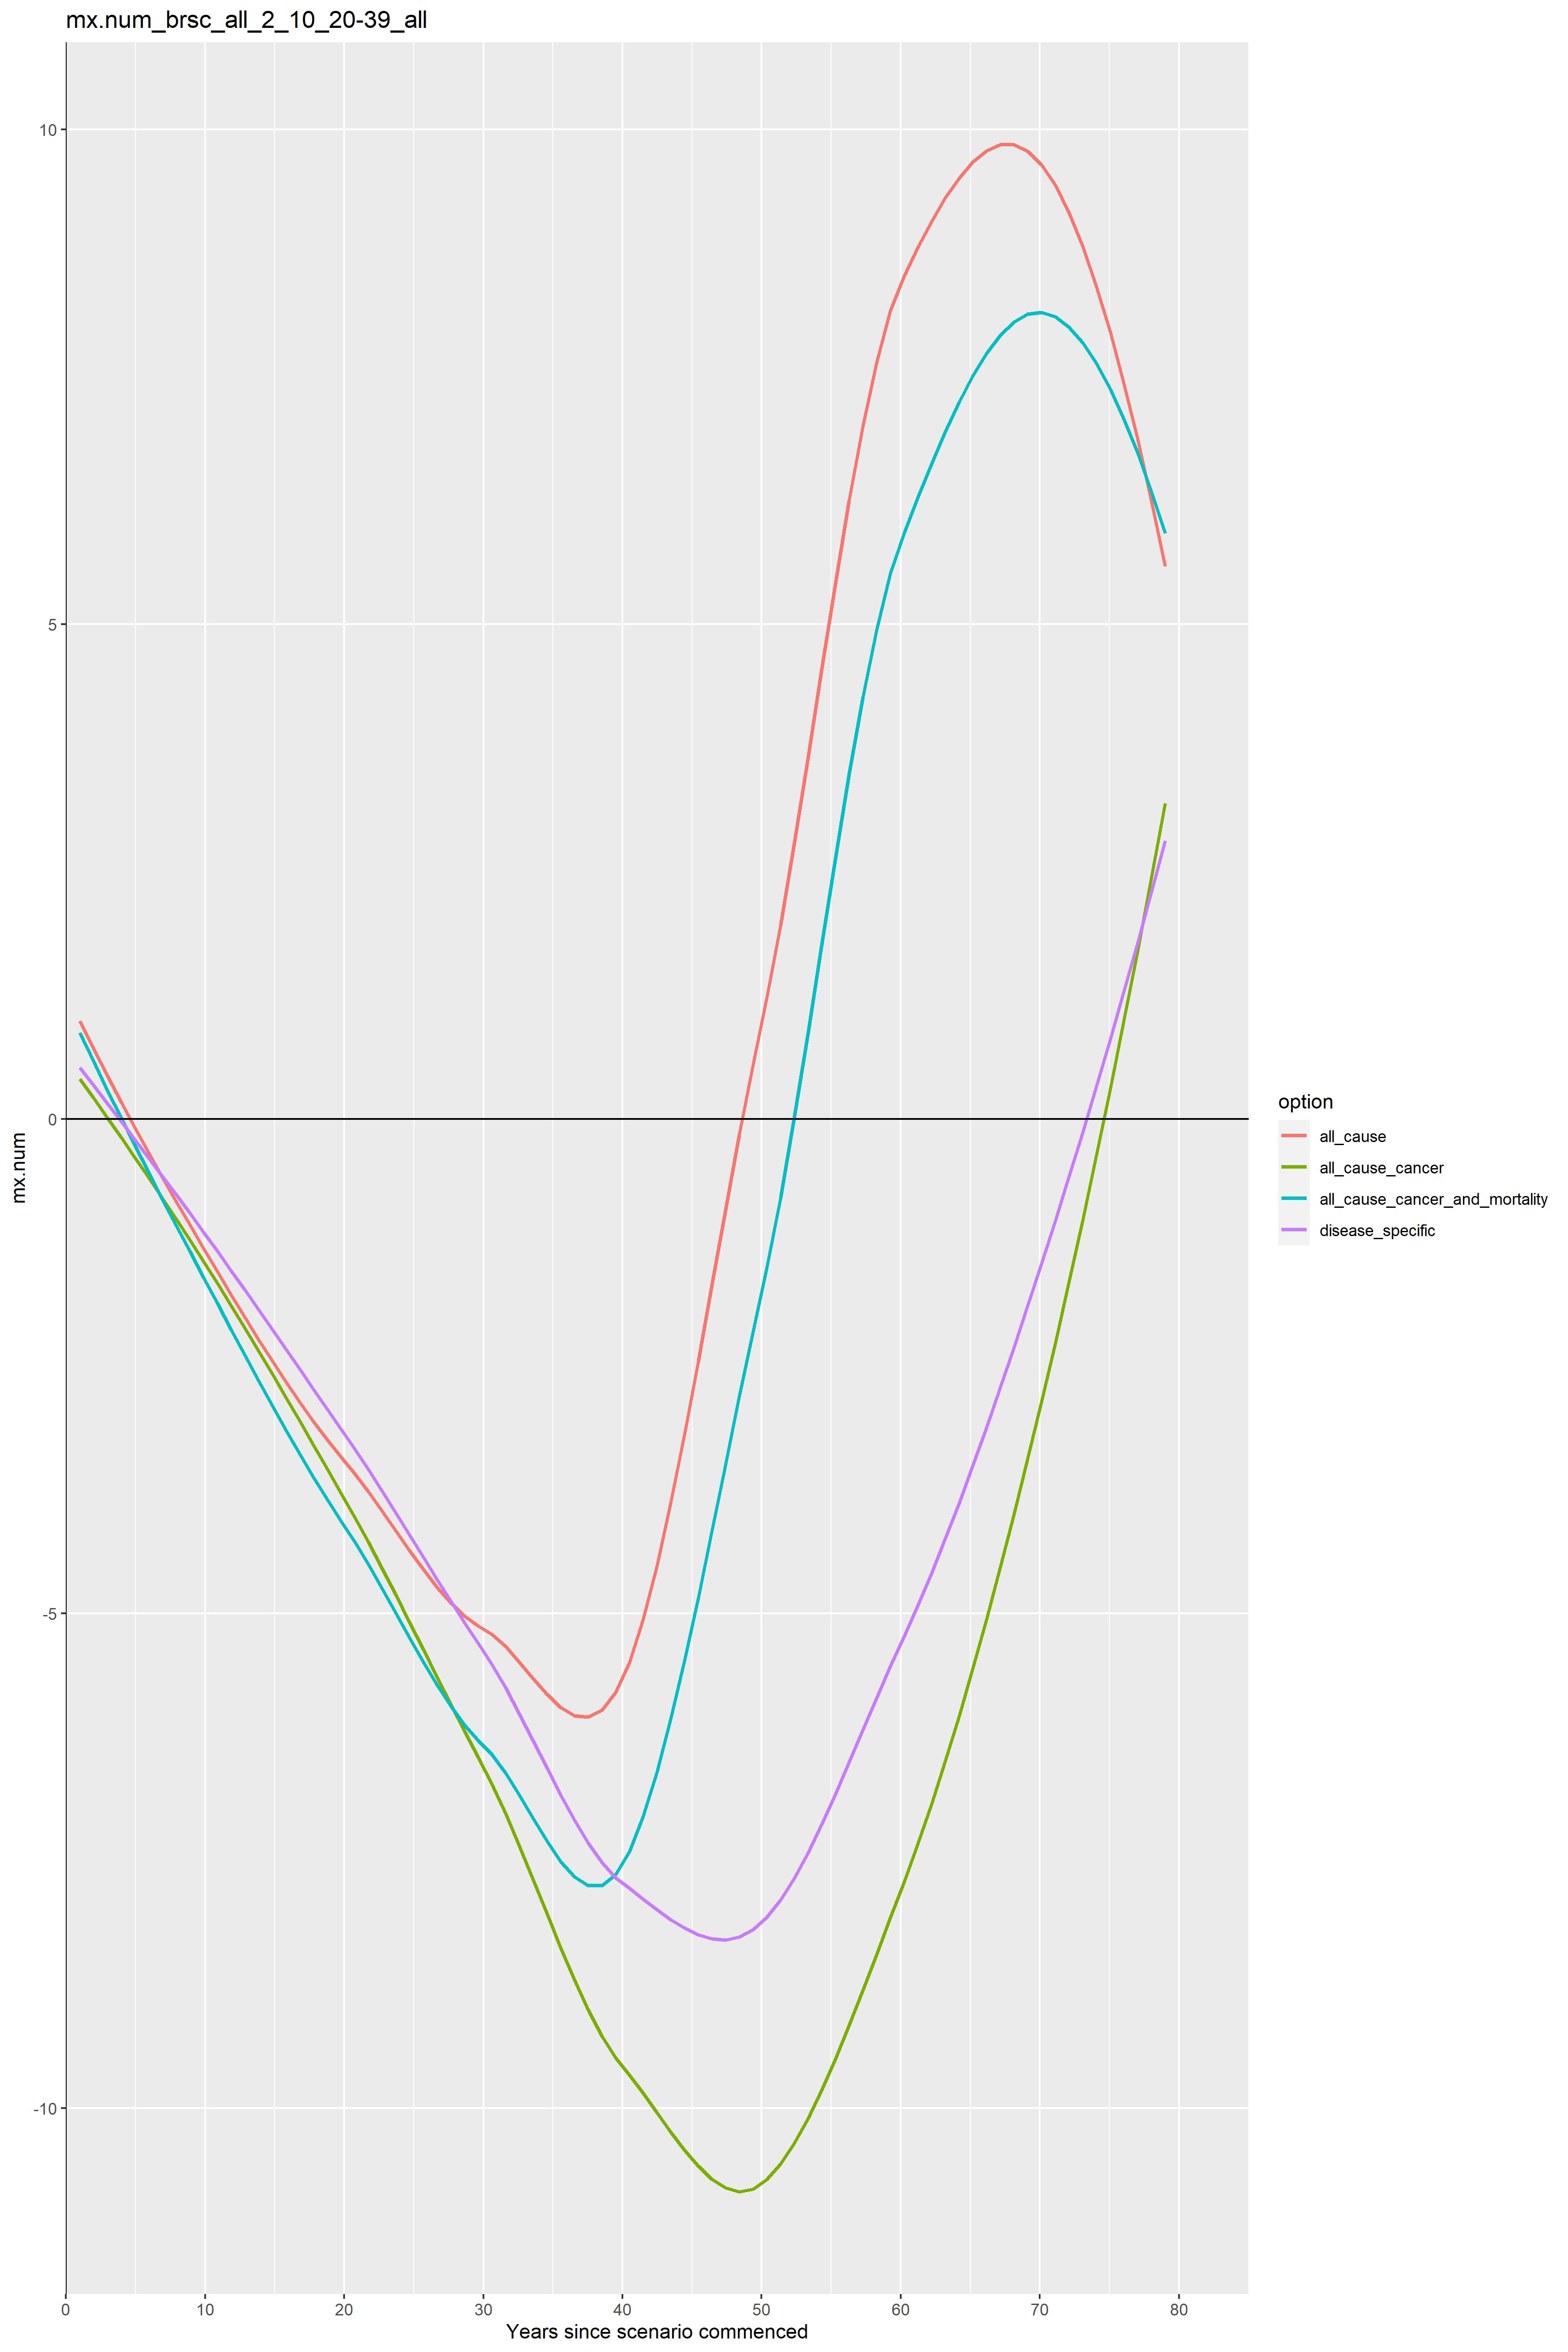 mx.num_brsc_all_2_10_20-39_all
10
5
0
-5
-10
mx.num
0 10 20 30 40 50 60 70 80
Years since scenario commenced
option
all_cause
all_cause_cancer
all_cause_cancer_and_mortality
disease_specific